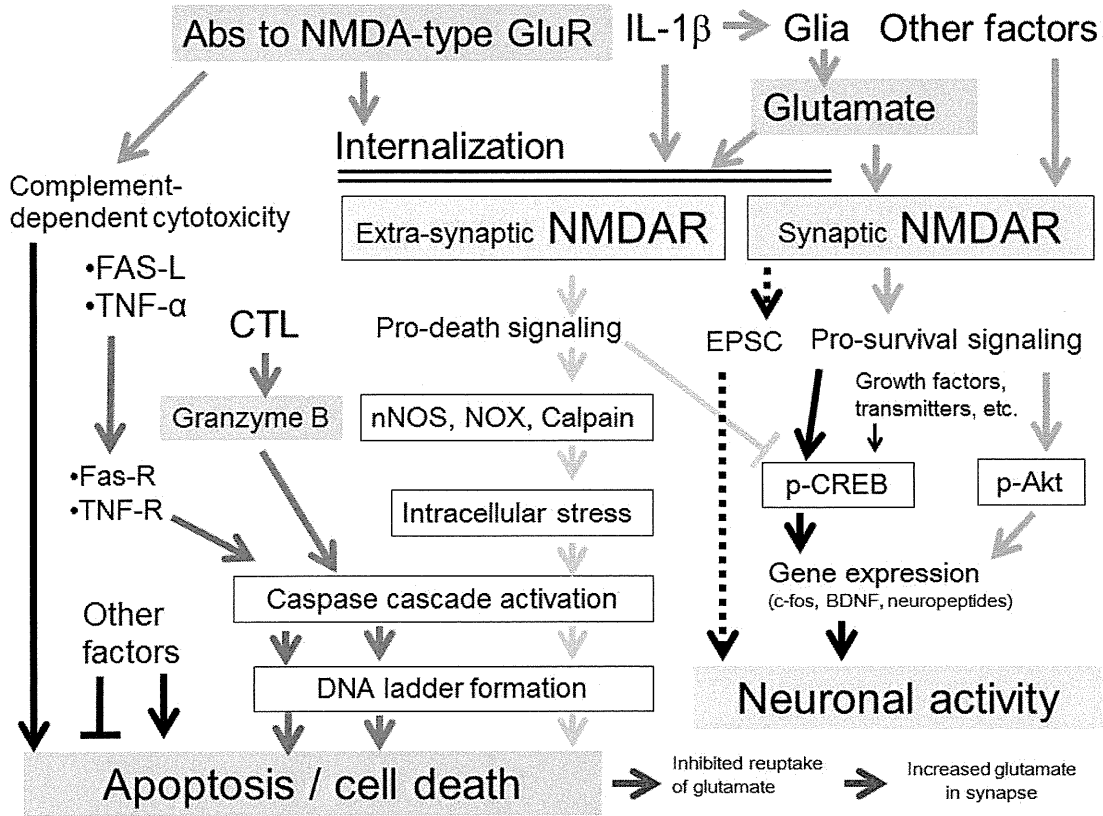 Abs to NMDA-type GluR
IL-1β
Glia
Other factors
Glutamate
Internalization
Complement-
dependent cytotoxicity
Extra-synaptic NMDAR
Synaptic NMDAR
•FAS-L
•TNF-α
CTL
Pro-death signaling
EPSC
Pro-survival signaling
Growth factors,
transmitters, etc.
Granzyme B
nNOS, NOX, Calpain
•Fas-R
•TNF-R
p-CREB
p-Akt
Intracellular stress
Gene expression
(c-fos, BDNF, neuropeptides)
Caspase cascade activation
Other
factors
DNA ladder formation
Neuronal activity
Apoptosis / cell death
Inhibited reuptake
of glutamate
Increased glutamate
in synapse